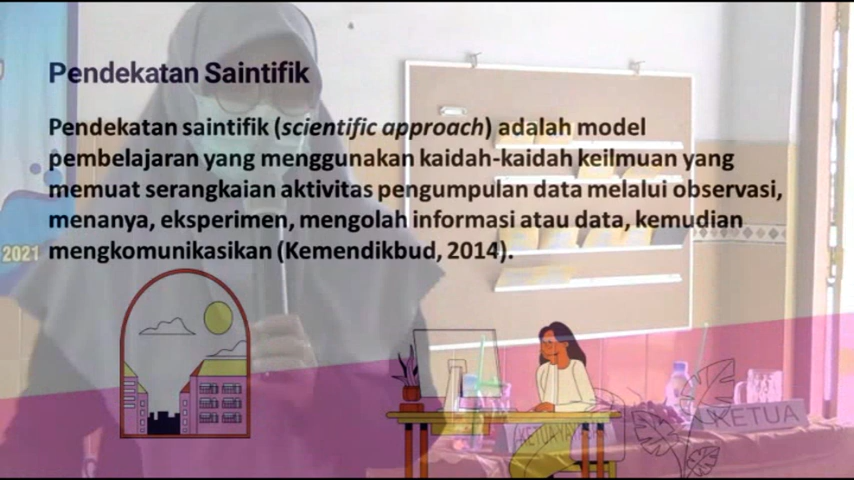 Pendekatan Saintifik
Pendekatan saintifik (scientific approach) adalah model
pembelajaran yang menggunakan kaidah-kaidah keilmuan yang
memuat serangkaian aktivitas pengumpulan data melalui observasi,
menanya, eksperimen, mengolah informasi atau data, kemudian
2021
mengkomunikasikan (Kemendikbud, 2014).
KETUA